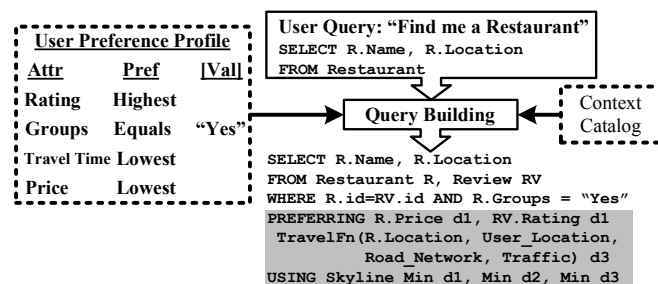 User Preference Profile
Attr Pref [Val]
Rating Highest
Groups Equals “Yes”
Travel Time Lowest
Price Lowest
User Query: “Find me a Restaurant”
SELECT R.Name, R.Location
FROM Restaurant
Query Building
Context
Catalog
SELECT R.Name, R.Location
FROM Restaurant R, Review RV
WHERE R.id=RV.id AND R.Groups = “Yes”
PREFERRING R.Price d1, RV.Rating d1
TravelFn(R.Location, User_Location,
Road_Network, Traffic) d3
USING Skyline Min d1, Min d2, Min d3